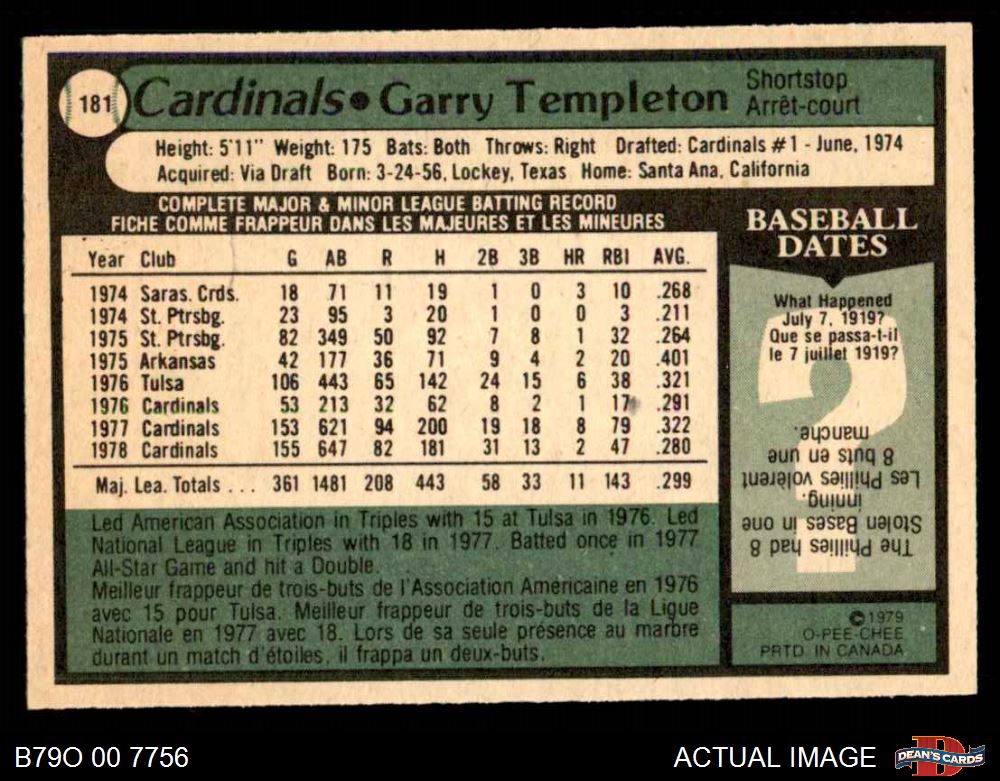 181 Cardinals • Garry Templeton Shortstop
Arrêt-court
Height: 5'11" Weight: 175 Bats: Both Throws: Right Drafted: Cardinals #1 - June, 1974
Acquired: Via Draft Born: 3-24-56, Lockey, Texas Home: Santa Ana, California
COMPLETE MAJOR & MINOR LEAGUE BATTING RECORD
FICHE COMME FRAPPEUR DANS LES MAJEURES ET LES MINEURES
Year Club G AB R H 2B 3B HR RBI AVG.
1974 Saras. Crds. 18 71 11 19 1 0 3 10 .268
1974 St. Ptrsbg. 23 95 3 20 1 0 0 3 .211
1975 St. Ptrsbg. 82 349 50 92 7 8 1 32 .264
1975 Arkansas 42 177 36 71 9 4 2 20 .401
1976 Tulsa 106 443 65 142 24 15 6 38 .321
1976 Cardinals 53 213 32 62 8 2 1 17 .291
1977 Cardinals 153 621 94 200 19 18 8 79 .322
1978 Cardinals 155 647 82 181 31 13 2 47 .280
Maj. Lea. Totals . . . 361 1481 208 443 58 33 11 143 .299
Led American Association in Triples with 15 at Tulsa in 1976. Led
National League in Triples with 18 in 1977. Batted once in 1977
All-Star Game and hit a Double.
Meilleur frappeur de trois-buts de l'Association Américaine en 1976
avec 15 pour Tulsa. Meilleur frappeur de trois-buts de la Ligue
Nationale en 1977 avec 18. Lors de sa seule présence au marbre
durant un match d'étoiles, il frappa un deux-buts.
BASEBALL
DATES
What Happened
July 7, 1919?
Que se passa-t-il
le 7 juillet 1919?
The Phillies had 8
Stolen Bases in one
inning.
Les Phillies volèrent
8 buts en une
manche.
©1979
O-PEE-CHEE
PRTD IN CANADA
B79O 00 7756
ACTUAL IMAGE
D
DEAN'S CARDS